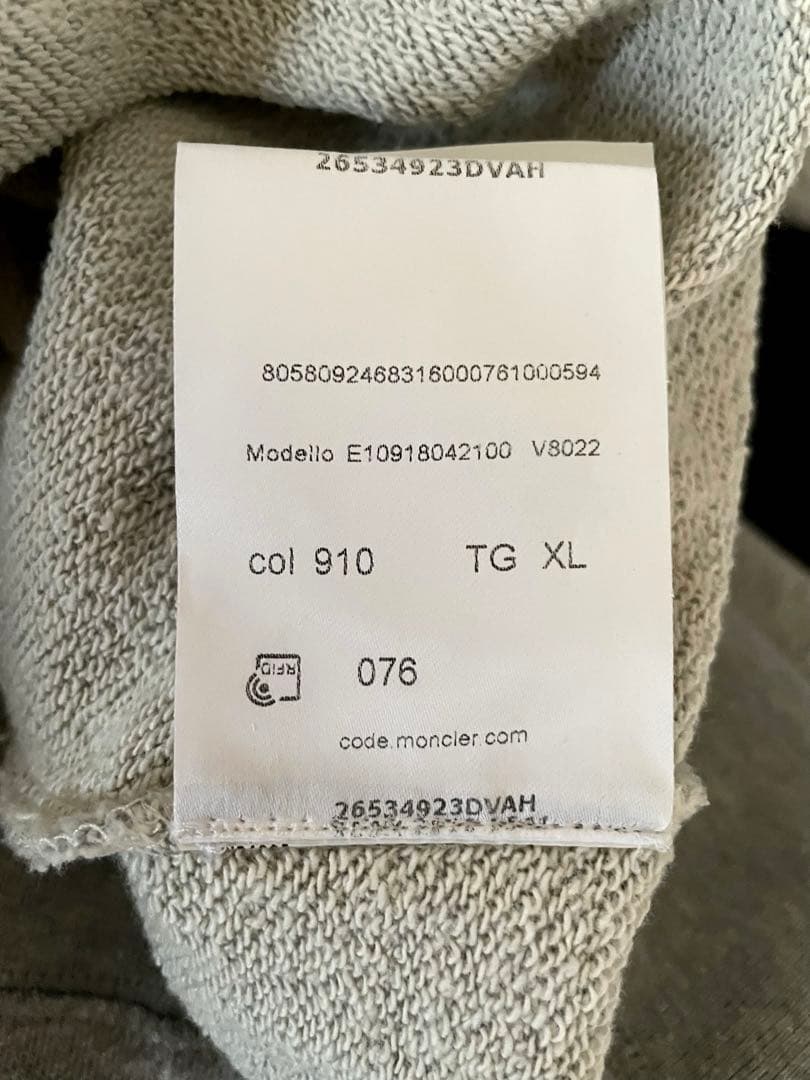 26534923DVAH
8058092468316000761000594
Modello E10918042100 V8022
col 910 TG XL
RFID 076
code.moncler.com
26534923DVAH